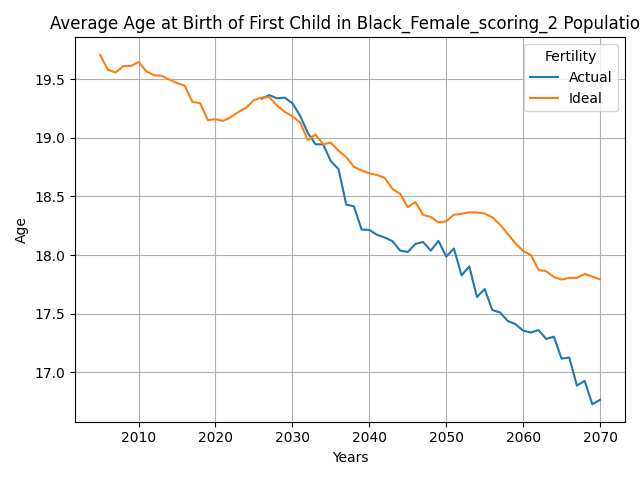 Average Age at Birth of First Child in Black_Female_scoring_2 Populatio
Fertility
Actual
Ideal
19.5
19.0
18.5
18.0
17.5
17.0
Age
2010 2020 2030 2040 2050 2060 2070
Years